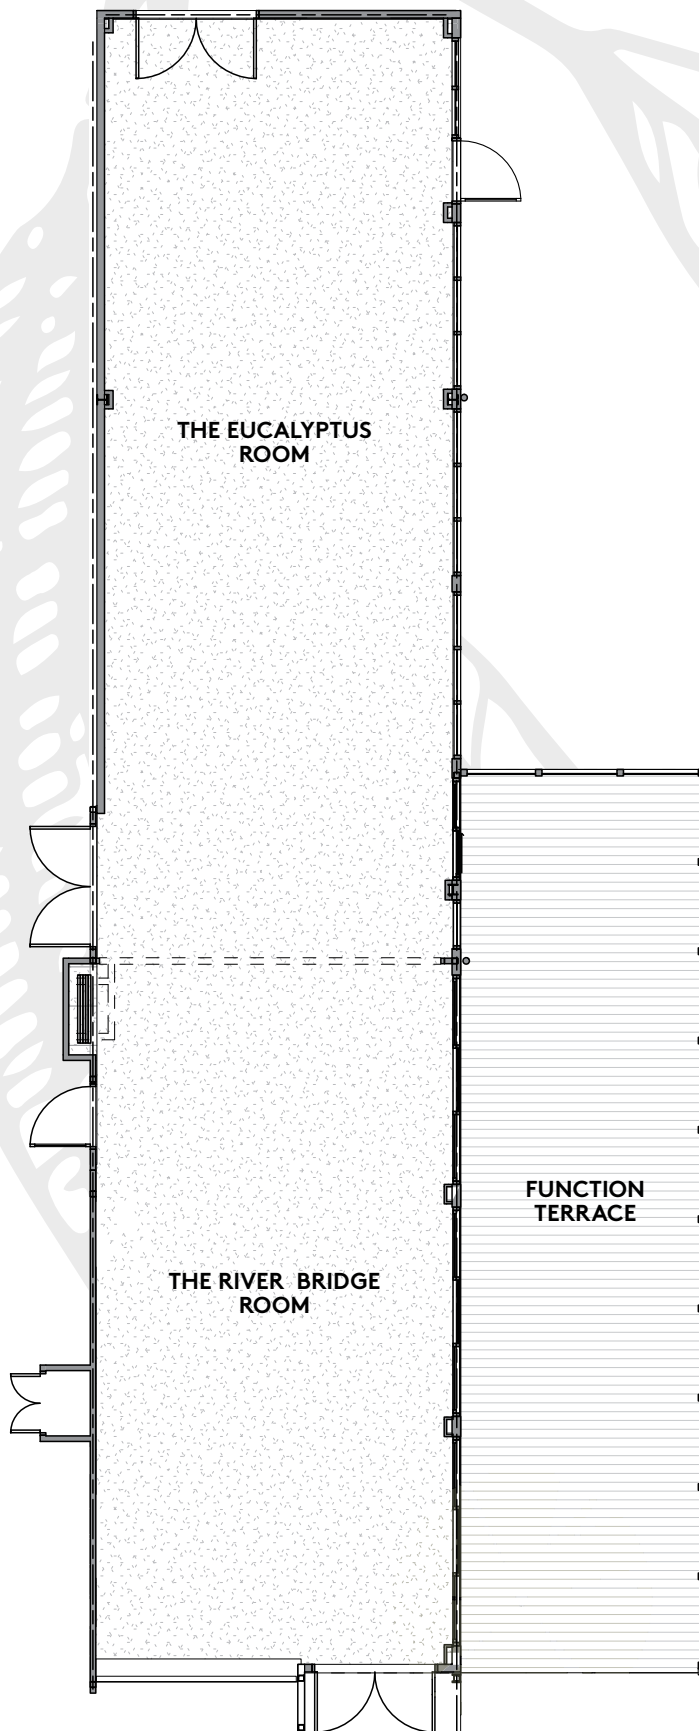 THE EUCALYPTUS
ROOM
FUNCTION
TERRACE
THE RIVER BRIDGE
ROOM